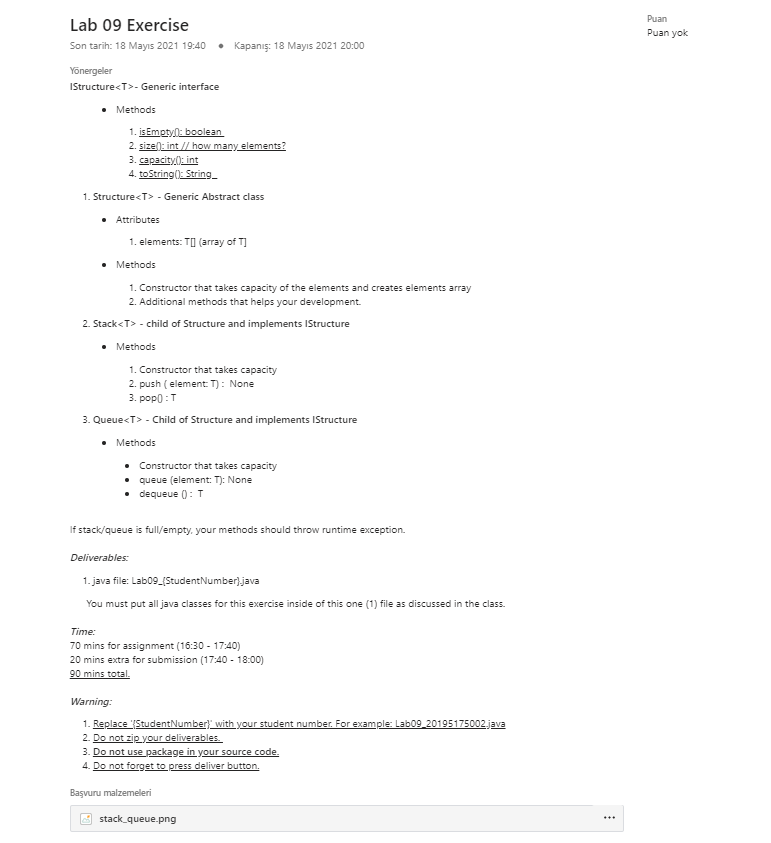 Lab 09 Exercise
Puan
Puan yok
Son tarih: 18 Mayıs 2021 19:40 • Kapanış: 18 Mayıs 2021 20:00
Yönergeler
IStructure<T>- Generic interface
• Methods
1. isEmpty(): boolean
2. size(): int // how many elements?
3. capacity(): int
4. toString(): String
1. Structure<T> - Generic Abstract class
• Attributes
1. elements: T[] (array of T]
• Methods
1. Constructor that takes capacity of the elements and creates elements array
2. Additional methods that helps your development.
2. Stack<T> - child of Structure and implements IStructure
• Methods
1. Constructor that takes capacity
2. push ( element: T) : None
3. pop() : T
3. Queue<T> - Child of Structure and implements IStructure
• Methods
• Constructor that takes capacity
• queue (element: T): None
• dequeue () : T
If stack/queue is full/empty, your methods should throw runtime exception.
Deliverables:
1. java file: Lab09_{StudentNumber}.java
You must put all java classes for this exercise inside of this one (1) file as discussed in the class.
Time:
70 mins for assignment (16:30 - 17:40)
20 mins extra for submission (17:40 - 18:00)
90 mins total.
Warning:
1. Replace '{StudentNumber}' with your student number. For example: Lab09_20195175002.java
2. Do not zip your deliverables.
3. Do not use package in your source code.
4. Do not forget to press deliver button.
Başvuru malzemeleri
stack_queue.png